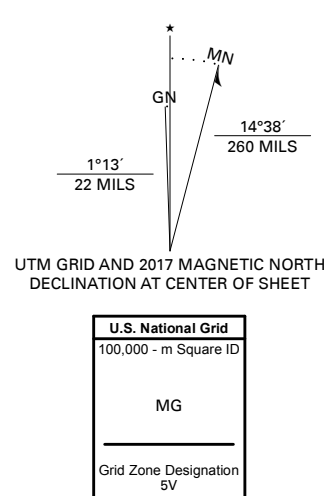 ★
MN
GN
14°38´
260 MILS
1°13´
22 MILS
UTM GRID AND 2017 MAGNETIC NORTH
DECLINATION AT CENTER OF SHEET
U.S. National Grid
100,000 - m Square ID
MG
Grid Zone Designation
5V